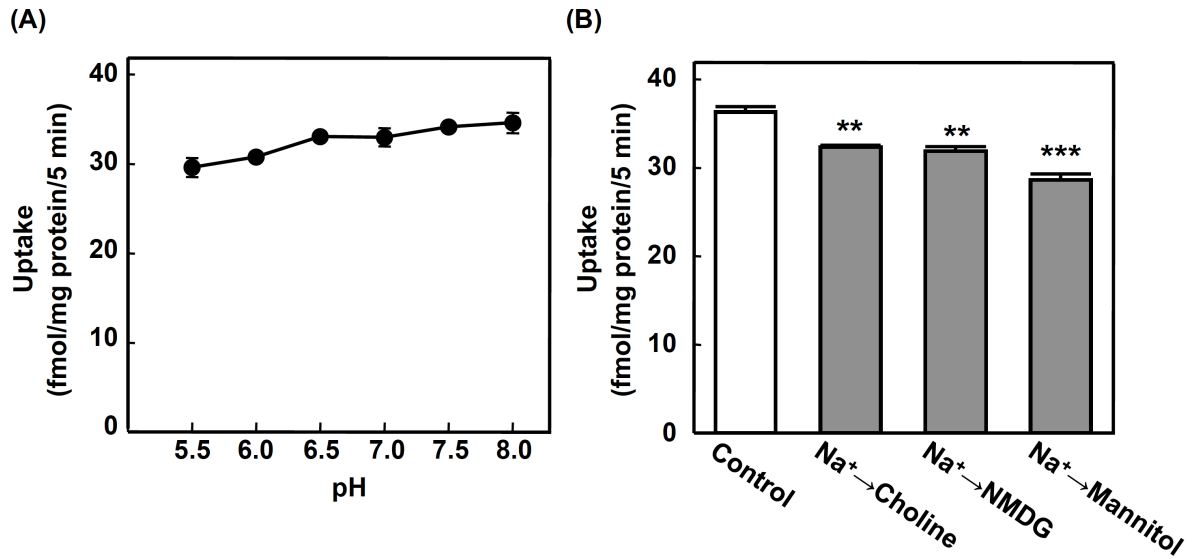 (A)
Uptake
(fmol/mg protein/5 min)
40
30
20
10
0
5.5 6.0 6.5 7.0 7.5 8.0
pH
(B)
Uptake
(fmol/mg protein/5 min)
40
30
20
10
0
** ** ***
Control
Na⁺→Choline
Na⁺→NMDG
Na⁺→Mannitol